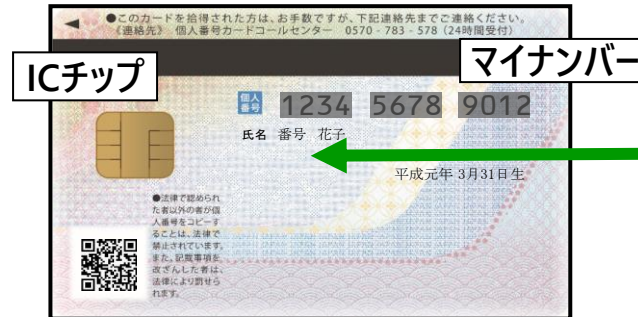 ●このカードを拾得された方は、お手数ですが、下記連絡先までご連絡ください。
《連絡先》 個人番号カードコールセンター 0570-783-578 (24時間受付)
ICチップ
マイナンバー
個人
番号
1234 5678 9012
氏名 番号 花子
平成元年 3月31日生
●法律で認められ
た者以外の者が個
人番号をコピーす
ることは、法律で
禁止されています。
また、記載事項を
改ざんした者は、
法律により罰せら
れます。